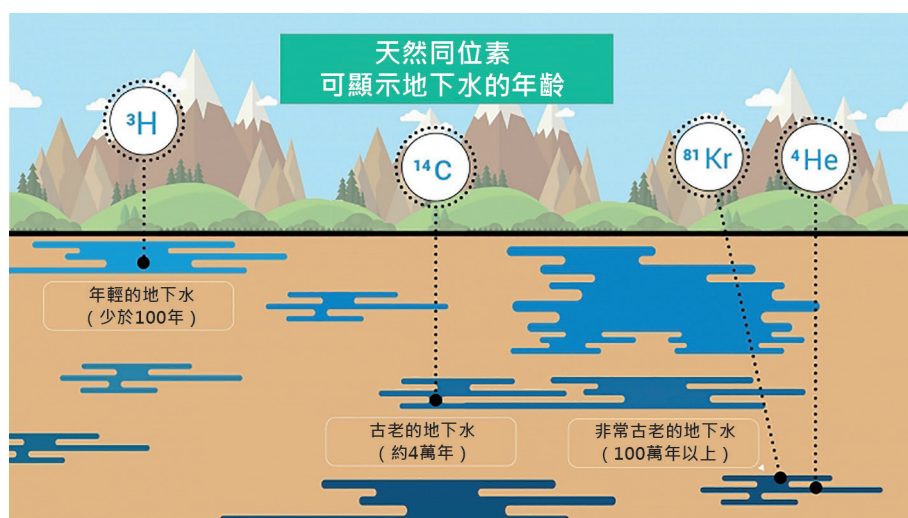 天然同位素
可顯示地下水的年齡
³H
¹⁴C
⁸¹Kr
⁴He
年輕的地下水
（少於100年）
古老的地下水
（約4萬年）
非常古老的地下水
（100萬年以上）